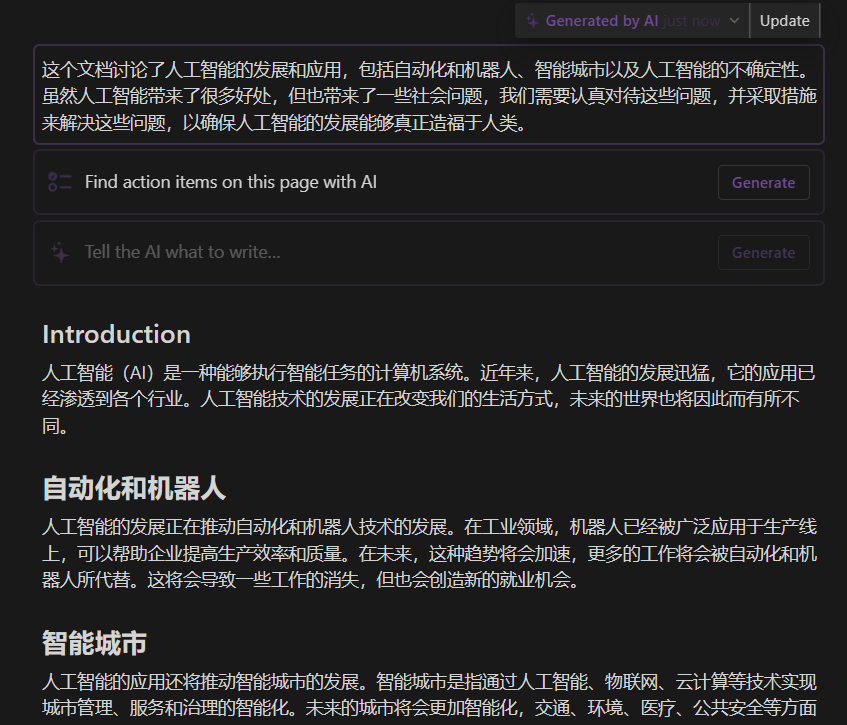 Generated by AI just now
Update
这个文档讨论了人工智能的发展和应用，包括自动化和机器人、智能城市以及人工智能的不确定性。
虽然人工智能带来了很多好处，但也带来了一些社会问题，我们需要认真对待这些问题，并采取措施
来解决这些问题，以确保人工智能的发展能够真正造福于人类。
Find action items on this page with AI
Generate
Tell the AI what to write...
Generate
Introduction
人工智能（AI）是一种能够执行智能任务的计算机系统。近年来，人工智能的发展迅猛，它的应用已
经渗透到各个行业。人工智能技术的发展正在改变我们的生活方式，未来的世界也将因此而有所不
同。
自动化和机器人
人工智能的发展正在推动自动化和机器人技术的发展。在工业领域，机器人已经被广泛应用于生产线
上，可以帮助企业提高生产效率和质量。在未来，这种趋势将会加速，更多的工作将会被自动化和机
器人所代替。这将会导致一些工作的消失，但也会创造新的就业机会。
智能城市
人工智能的应用还将推动智能城市的发展。智能城市是指通过人工智能、物联网、云计算等技术实现
城市管理、服务和治理的智能化。未来的城市将会更加智能化，交通、环境、医疗、公共安全等方面